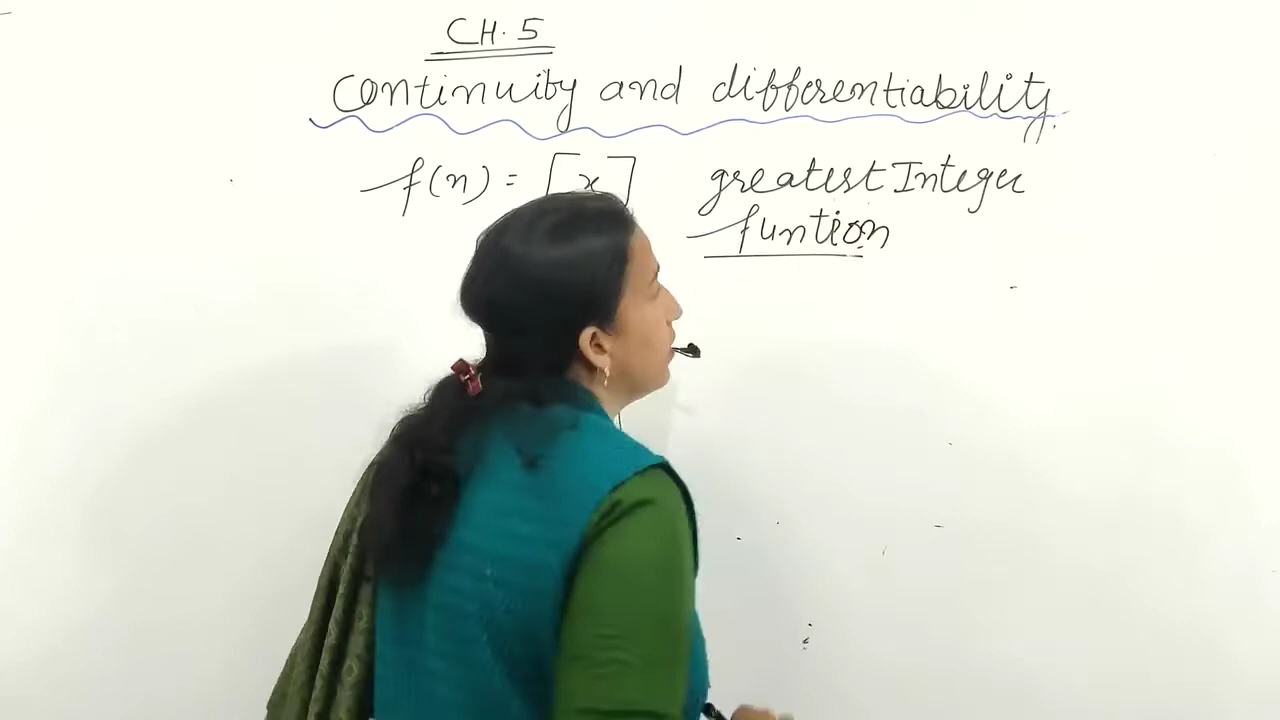 CH. 5
Continuity and differentiability.
f(n) = [x] greatest Integer
funtion